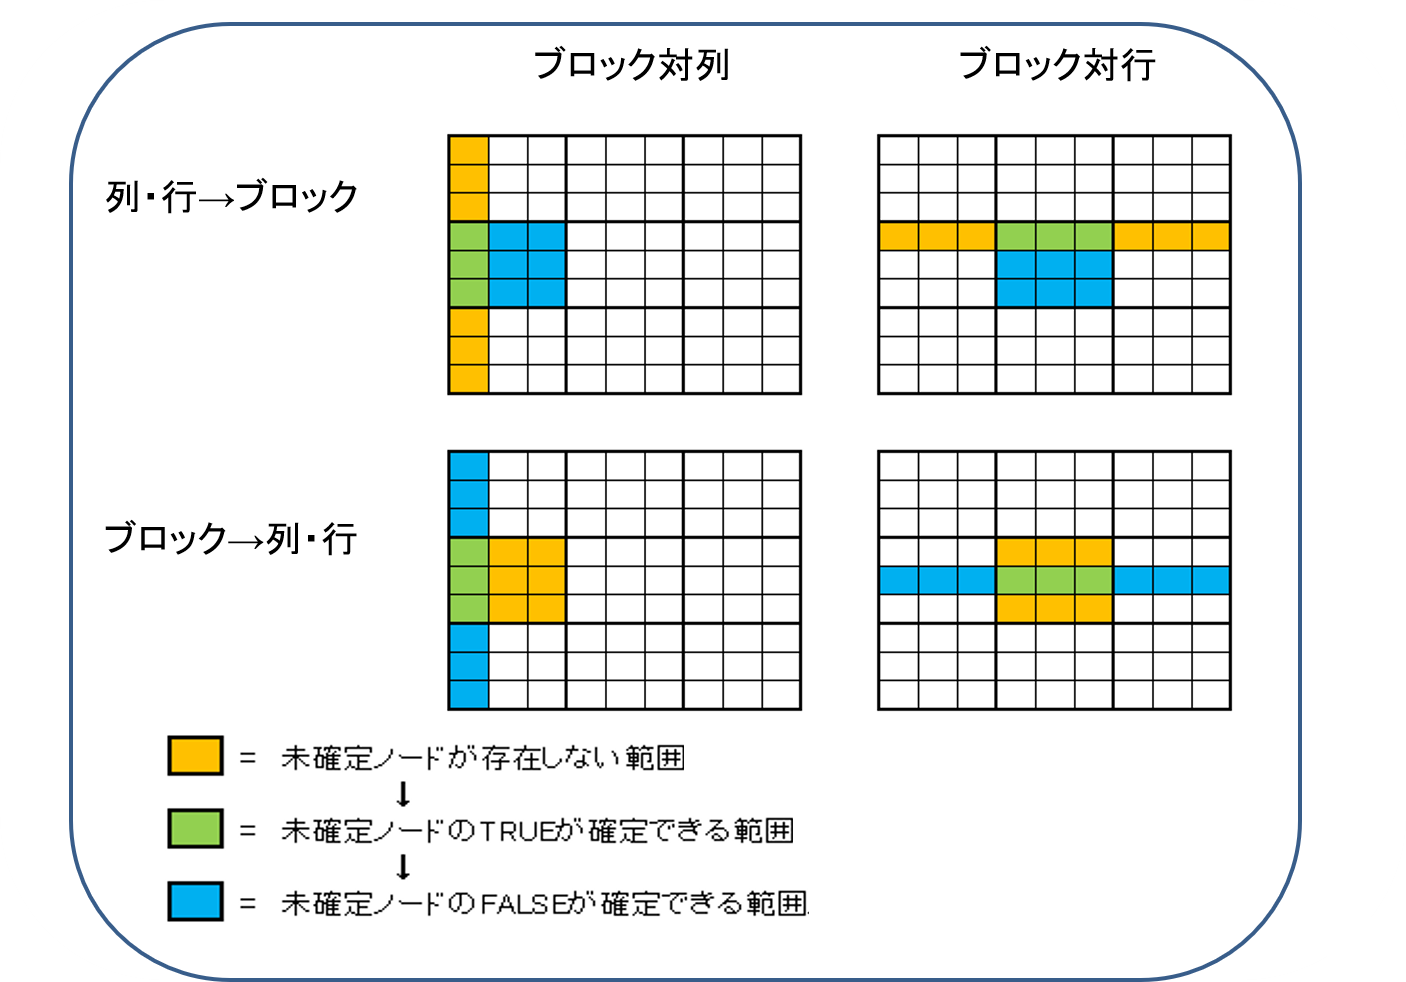 ブロック対列
ブロック対行
列・行→ブロック
ブロック→列・行
= 未確定ノードが存在しない範囲
↓
= 未確定ノードのTRUEが確定できる範囲
↓
= 未確定ノードのFALSEが確定できる範囲